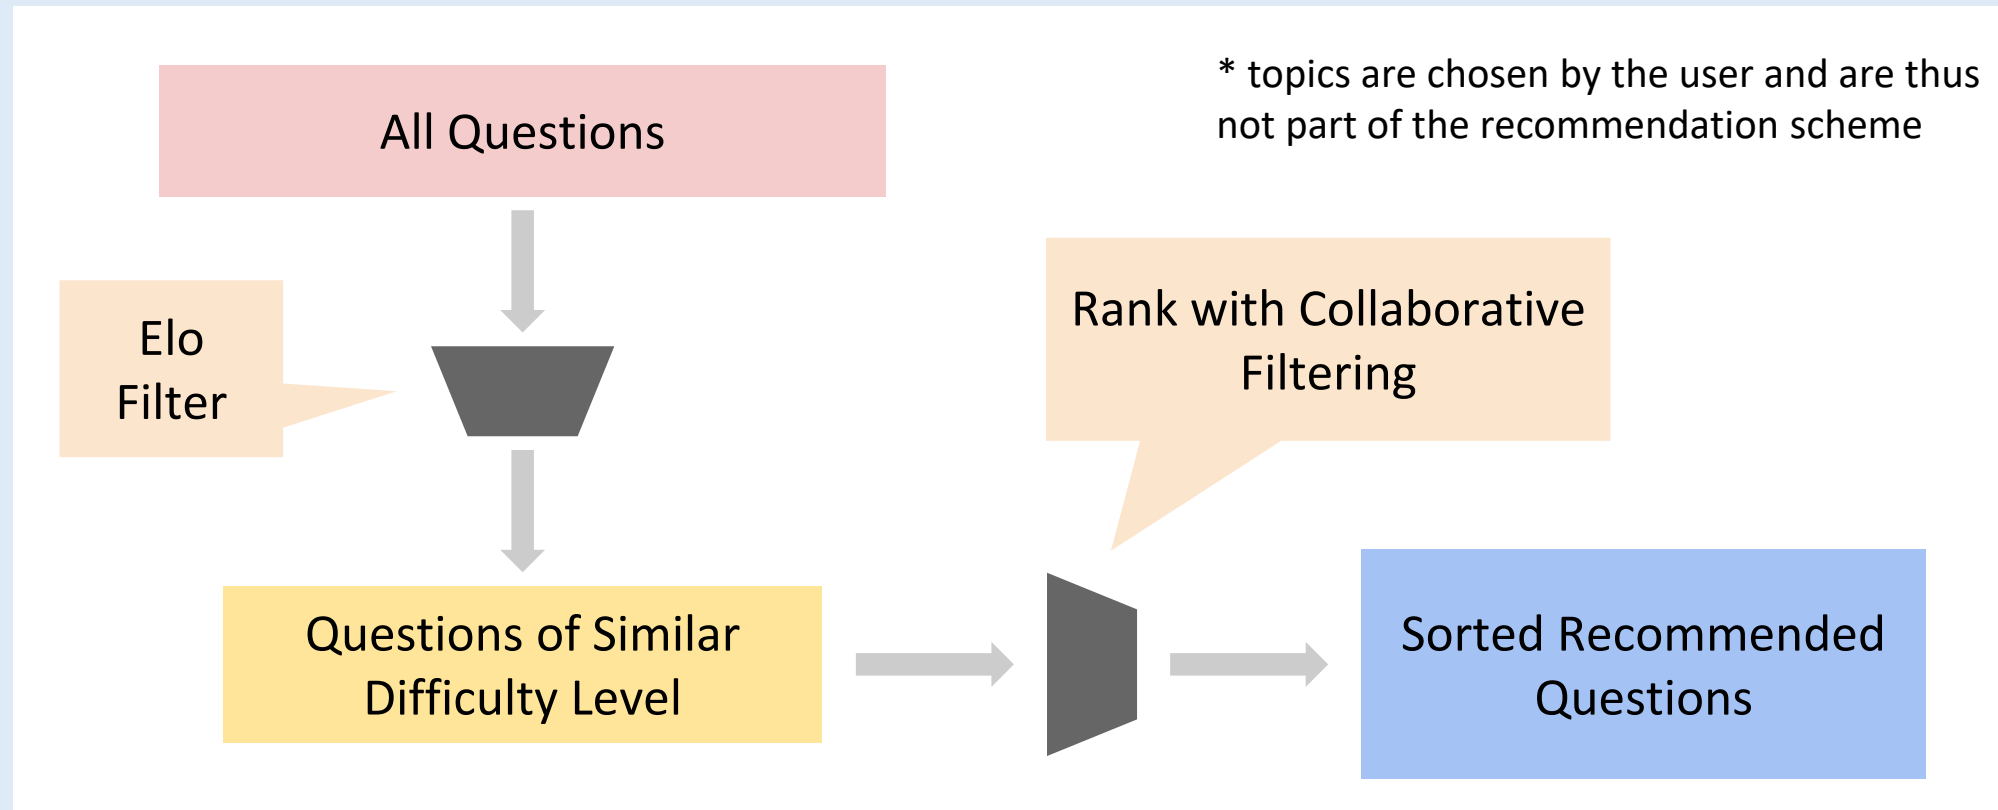 All Questions
* topics are chosen by the user and are thus
not part of the recommendation scheme
Elo
Filter
Rank with Collaborative
Filtering
Questions of Similar
Difficulty Level
Sorted Recommended
Questions